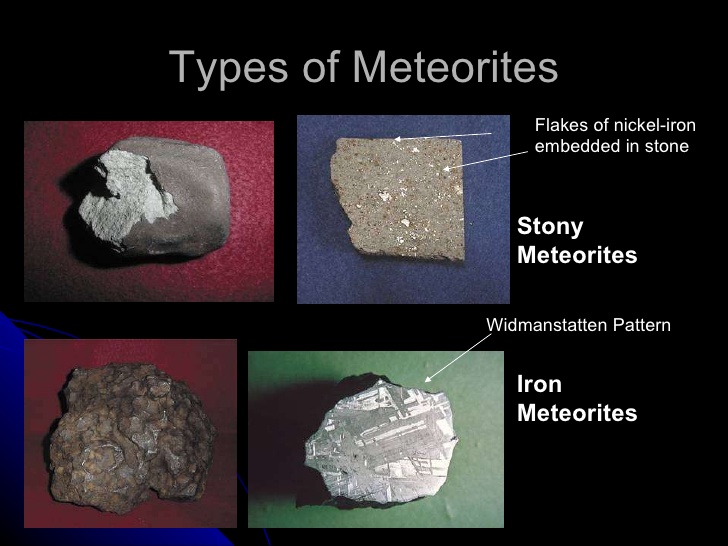 Types of Meteorites
Flakes of nickel-iron
embedded in stone
Stony
Meteorites
Widmanstatten Pattern
Iron
Meteorites